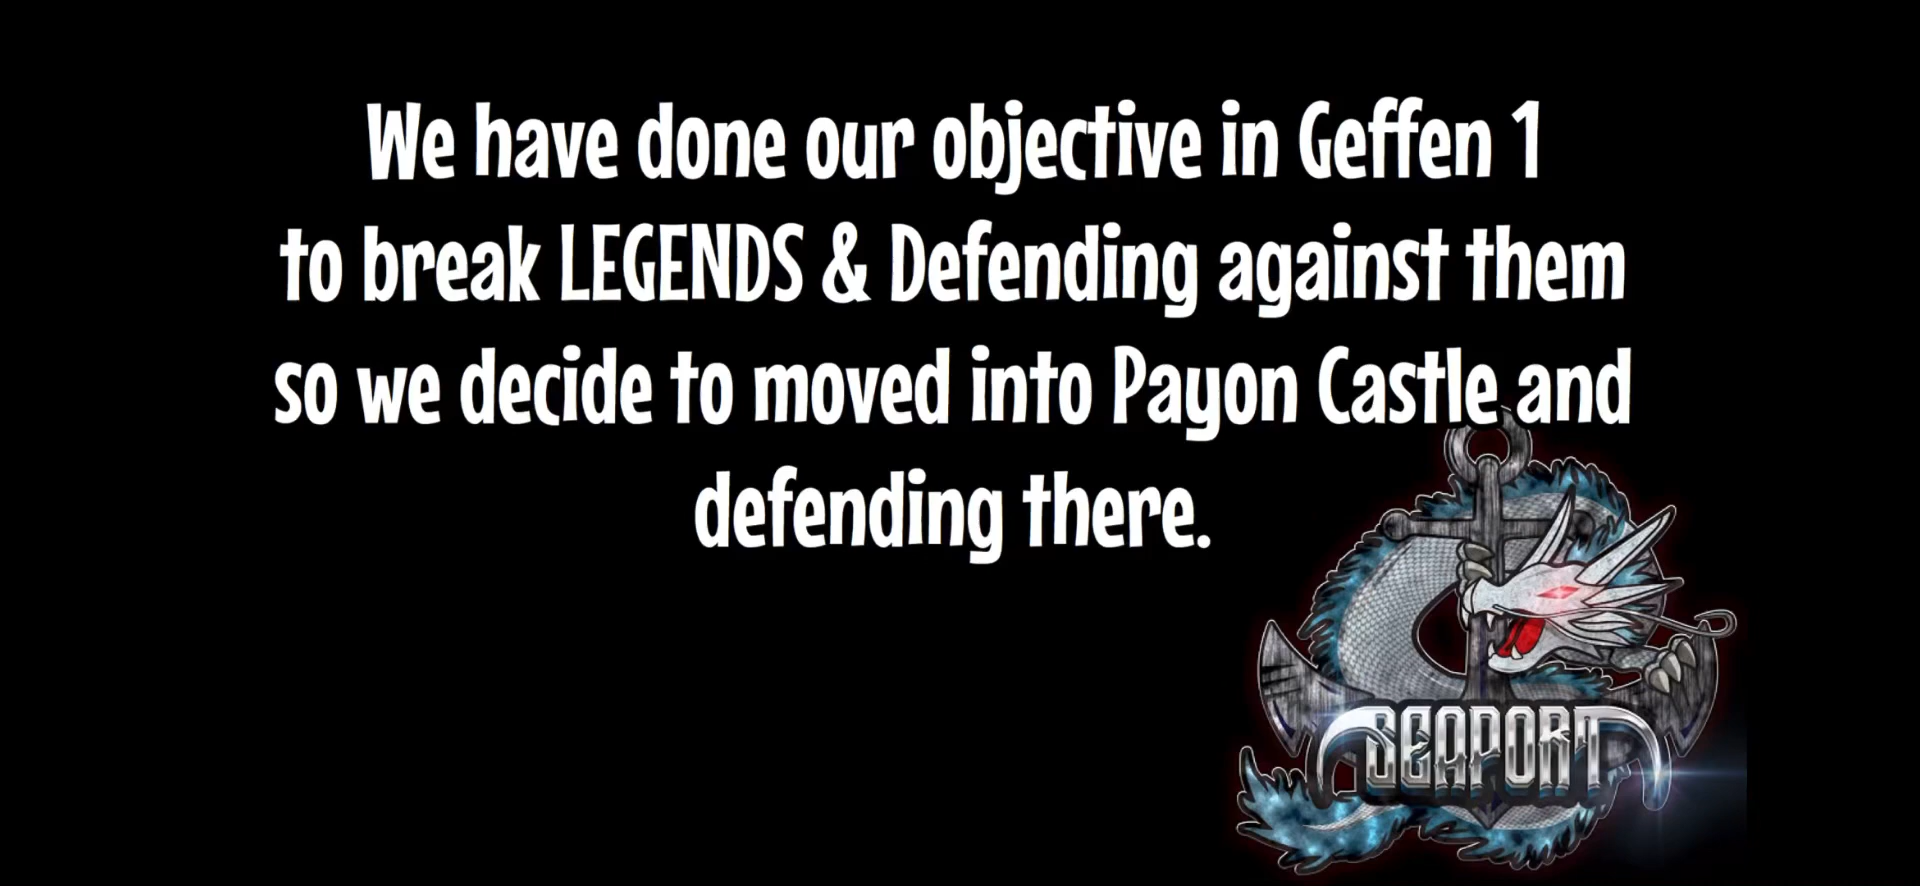 We have done our objective in Geffen 1
to break LEGENDS & Defending against them
so we decide to moved into Payon Castle and
defending there.
SEAPORT